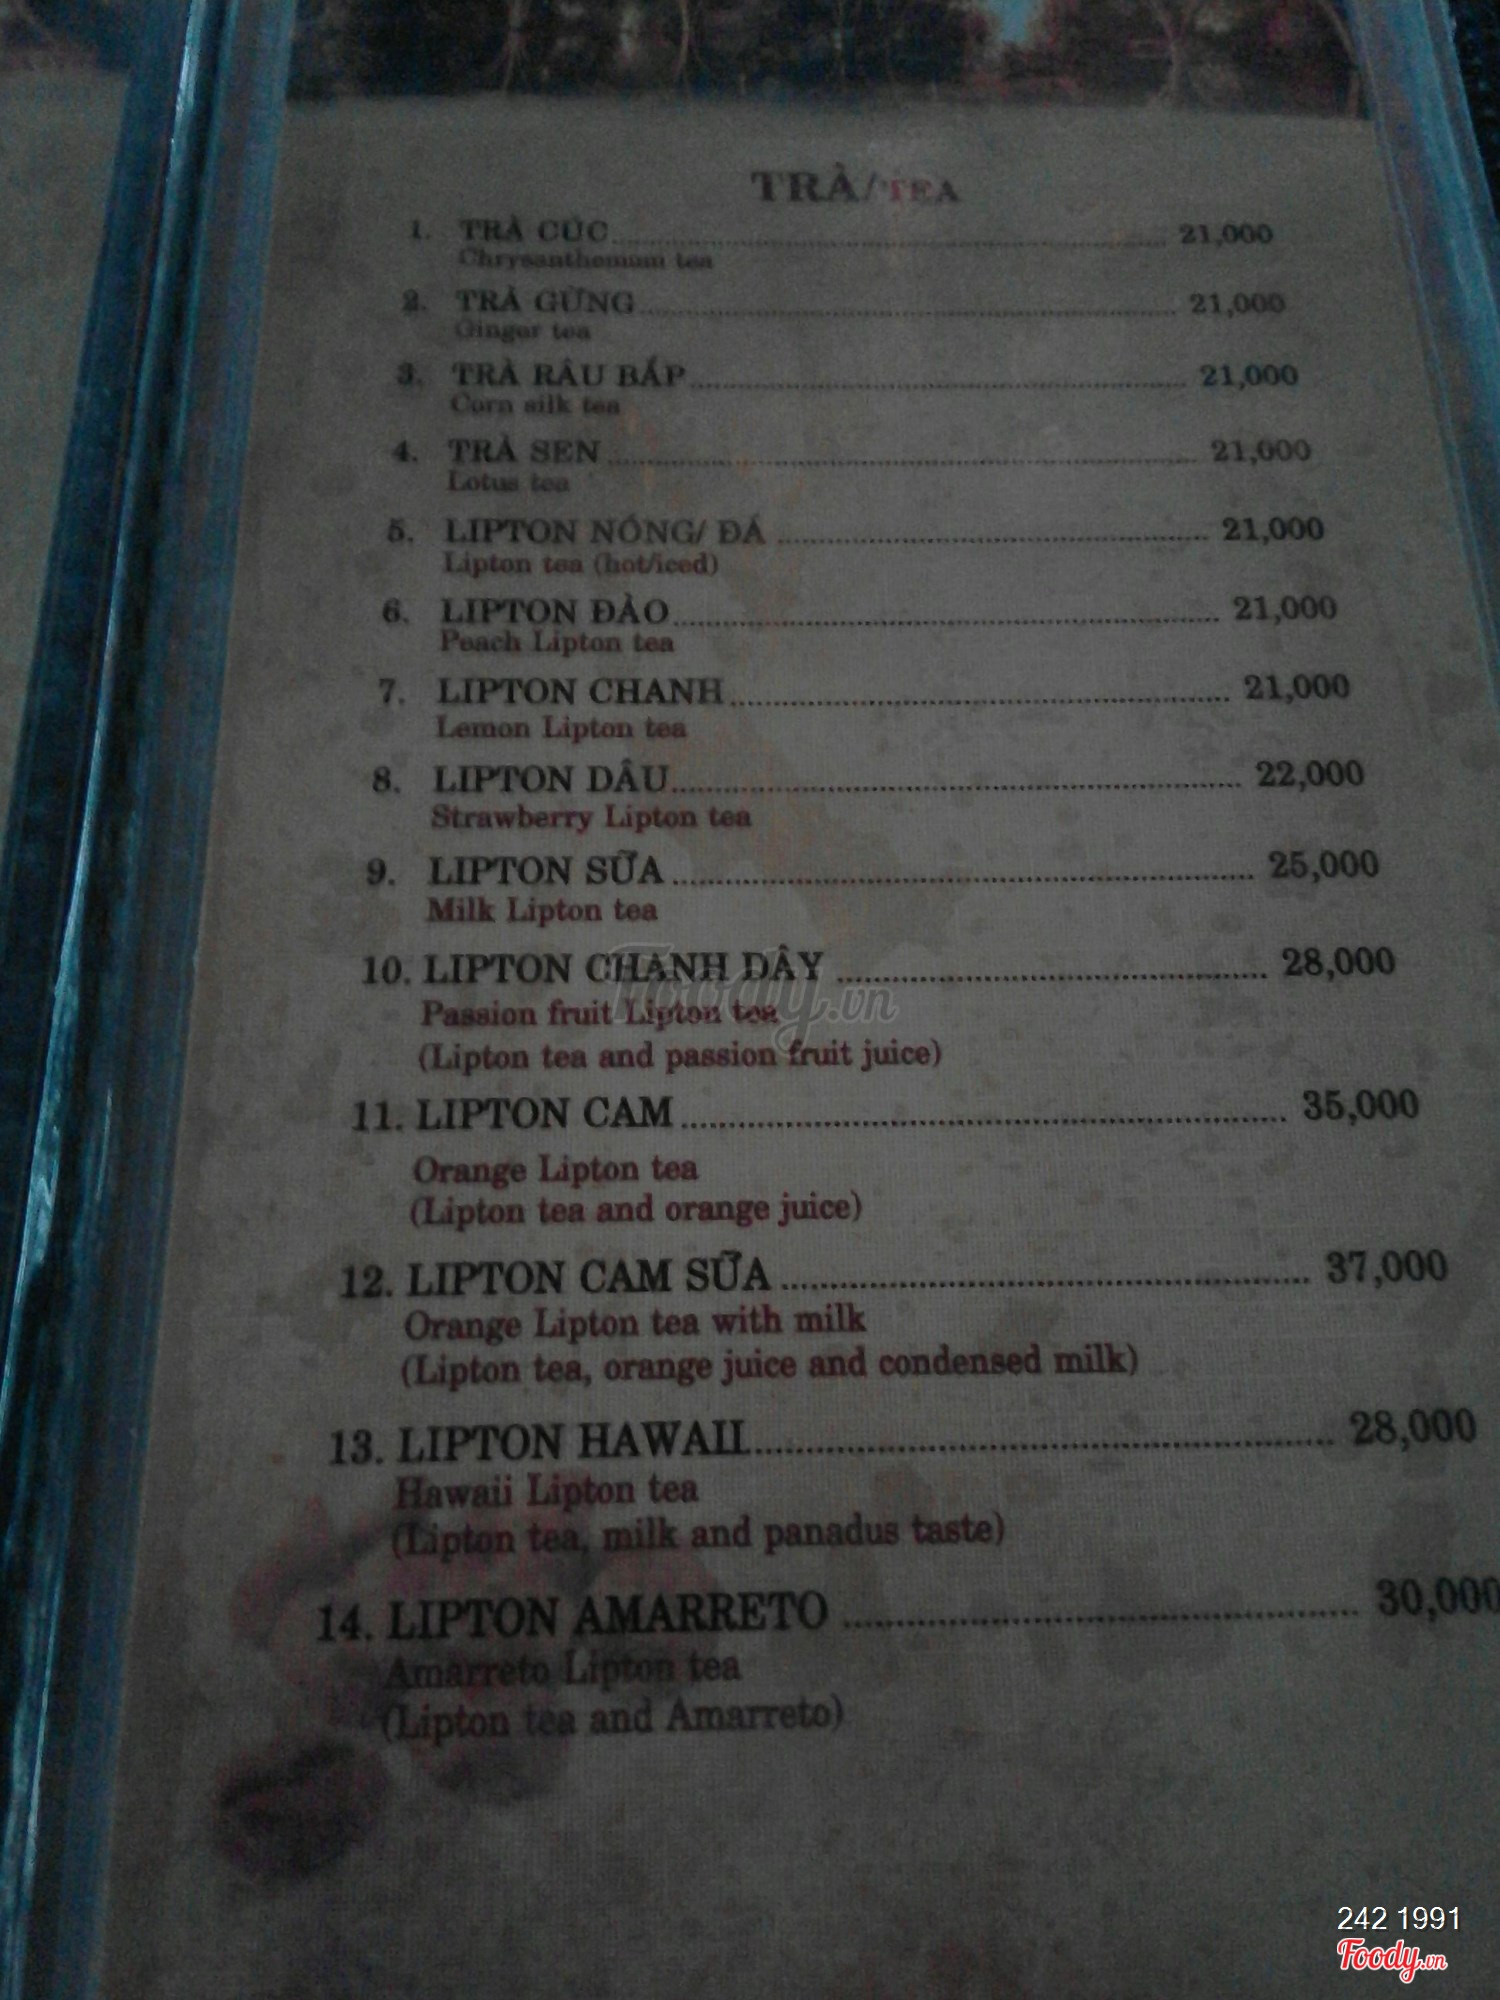 TRÀ/TEA
1. TRÀ CÚC 21,000
Chrysanthemum tea
2. TRÀ GỪNG 21,000
Ginger tea
3. TRÀ RÂU BẮP 21,000
Corn silk tea
4. TRÀ SEN 21,000
Lotus tea
5. LIPTON NÓNG/ ĐÁ 21,000
Lipton tea (hot/iced)
6. LIPTON ĐÀO 21,000
Peach Lipton tea
7. LIPTON CHANH 21,000
Lemon Lipton tea
8. LIPTON DÂU 22,000
Strawberry Lipton tea
9. LIPTON SỮA 25,000
Milk Lipton tea
10. LIPTON CHANH DÂY 28,000
Passion fruit Lipton tea
(Lipton tea and passion fruit juice)
11. LIPTON CAM 35,000
Orange Lipton tea
(Lipton tea and orange juice)
12. LIPTON CAM SỮA 37,000
Orange Lipton tea with milk
(Lipton tea, orange juice and condensed milk)
13. LIPTON HAWAII 28,000
Hawaii Lipton tea
(Lipton tea, milk and panadus taste)
14. LIPTON AMARRETO 30,000
Amarreto Lipton tea
(Lipton tea and Amarreto)
Foody.vn
242 1991
Foody.vn